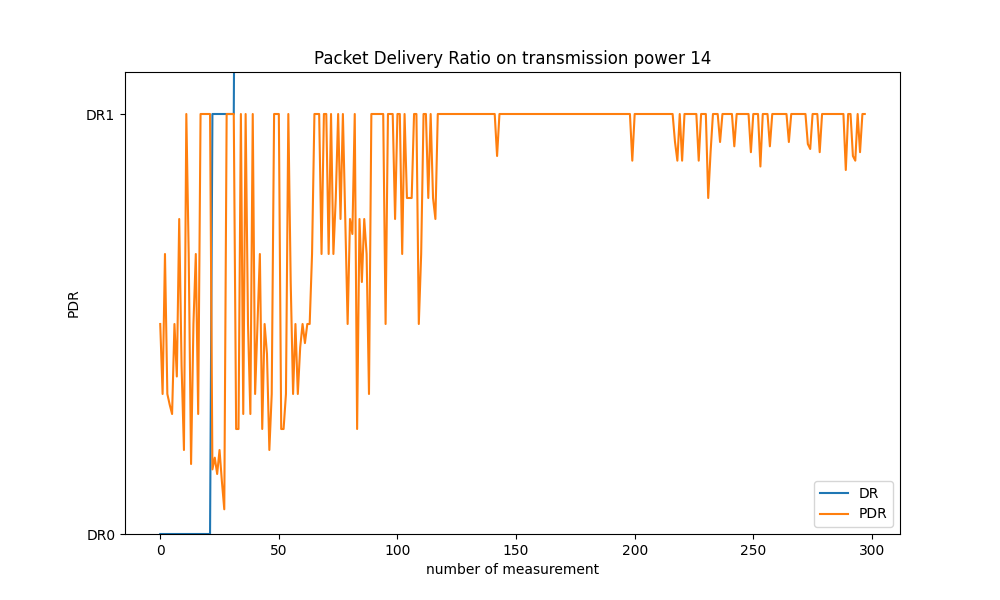 Packet Delivery Ratio on transmission power 14
DR1
PDR
DR0
0 50 100 150 200 250 300
number of measurement
DR
PDR